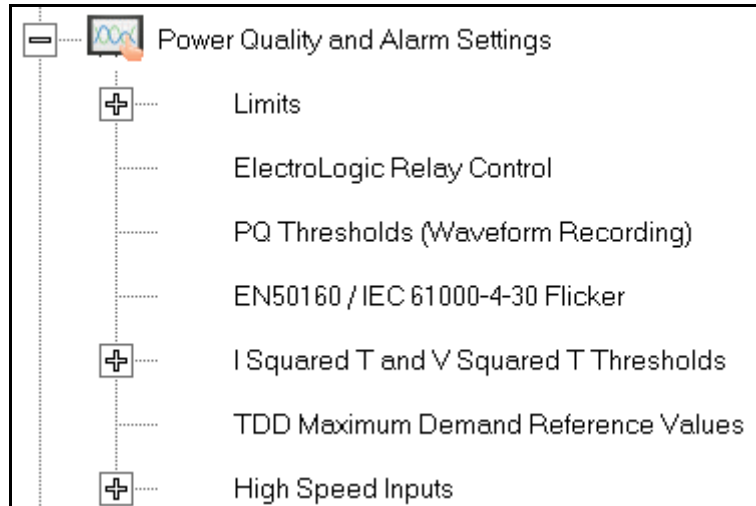 Power Quality and Alarm Settings
Limits
ElectroLogic Relay Control
PQ Thresholds (Waveform Recording)
EN50160 / IEC 61000-4-30 Flicker
I Squared T and V Squared T Thresholds
TDD Maximum Demand Reference Values
High Speed Inputs